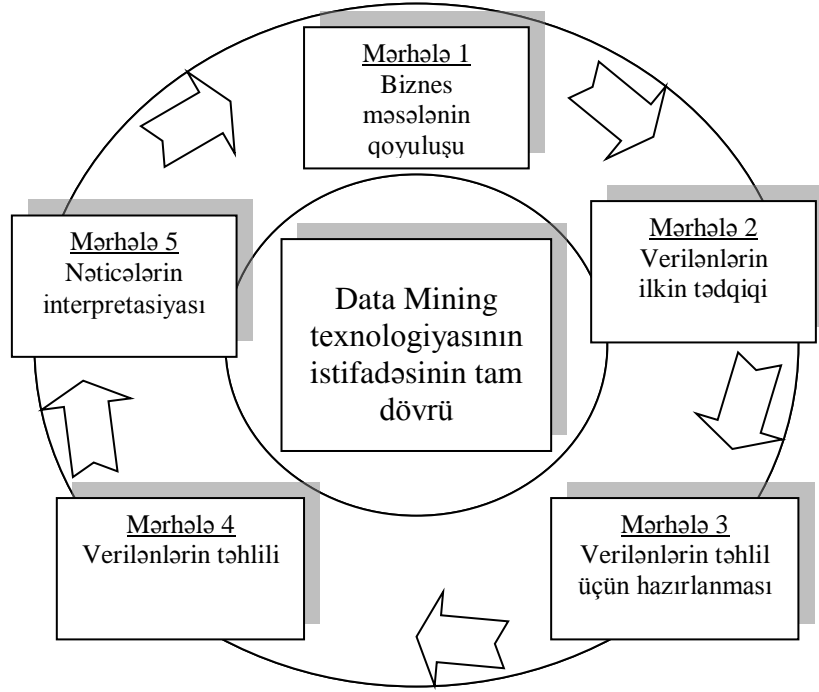 Mərhələ 1
Biznes
məsələnin
qoyuluşu
Mərhələ 2
Verilənlərin
ilkin tədqiqi
Mərhələ 3
Verilənlərin təhlil
üçün hazırlanması
Mərhələ 4
Verilənlərin təhlili
Mərhələ 5
Nəticələrin
interpretasiyası
Data Mining
texnologiyasının
istifadəsinin tam
dövrü